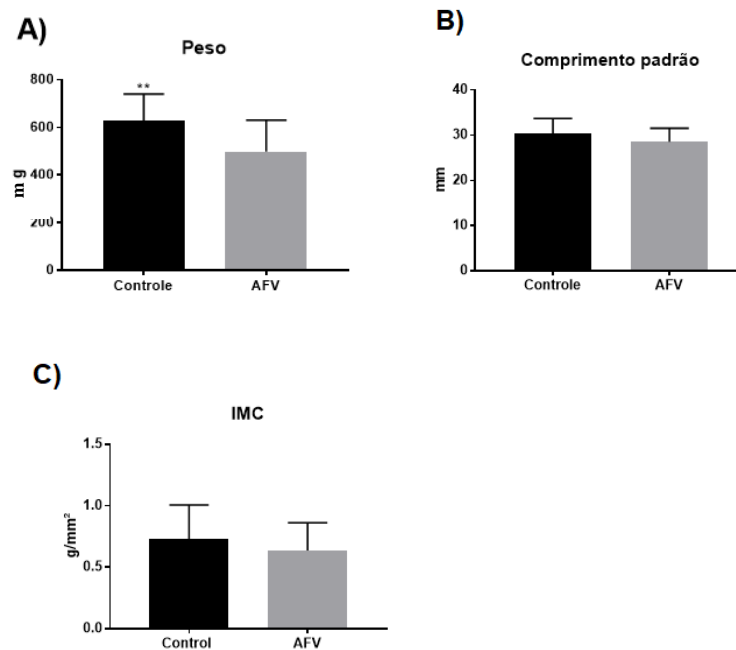 A)
Peso
**
800
600
400
200
0
m g
Controle AFV
B)
Comprimento padrão
40
30
20
10
0
mm
Controle AFV
C)
IMC
1.5
1.0
0.5
0.0
g/mm²
Control AFV